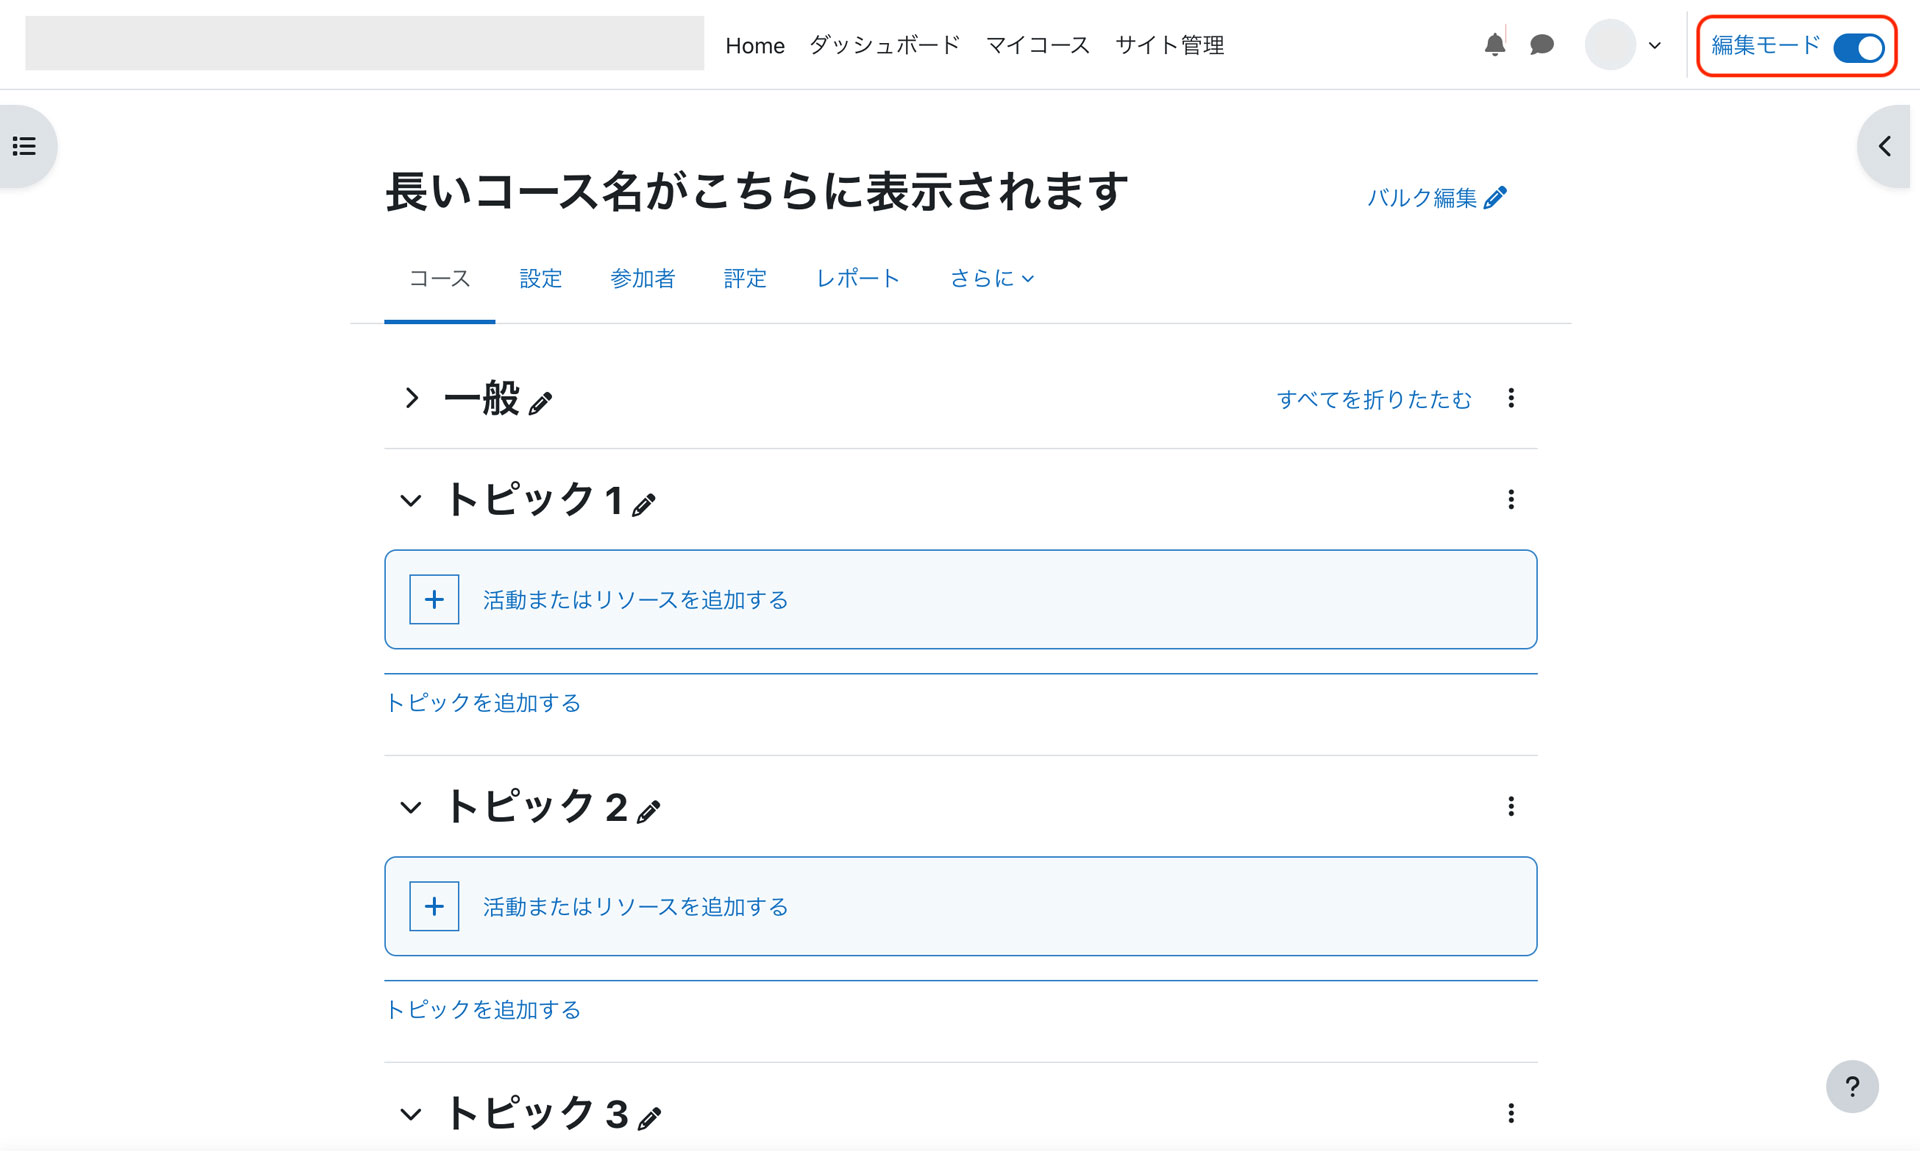 Home ダッシュボード マイコース サイト管理 編集モード
長いコース名がこちらに表示されます
バルク編集
コース 設定 参加者 評定 レポート さらに
一般
すべてを折りたたむ
トピック 1
+ 活動またはリソースを追加する
トピックを追加する
トピック 2
+ 活動またはリソースを追加する
トピックを追加する
トピック 3
?